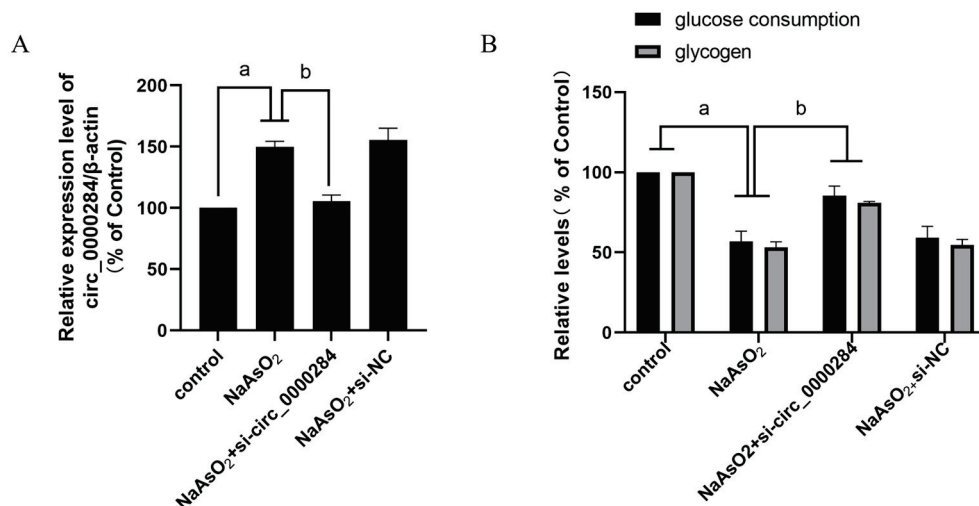 A
Relative expression level of
circ_0000284/β-actin
(% of Control)
200
150
100
50
0
a
b
control
NaAsO₂
NaAsO₂+si-circ_0000284
NaAsO₂+si-NC
B
glucose consumption
glycogen
Relative levels( % of Control)
150
100
50
0
a
b
control
NaAsO₂
NaAsO2+si-circ_0000284
NaAsO₂₊si-NC